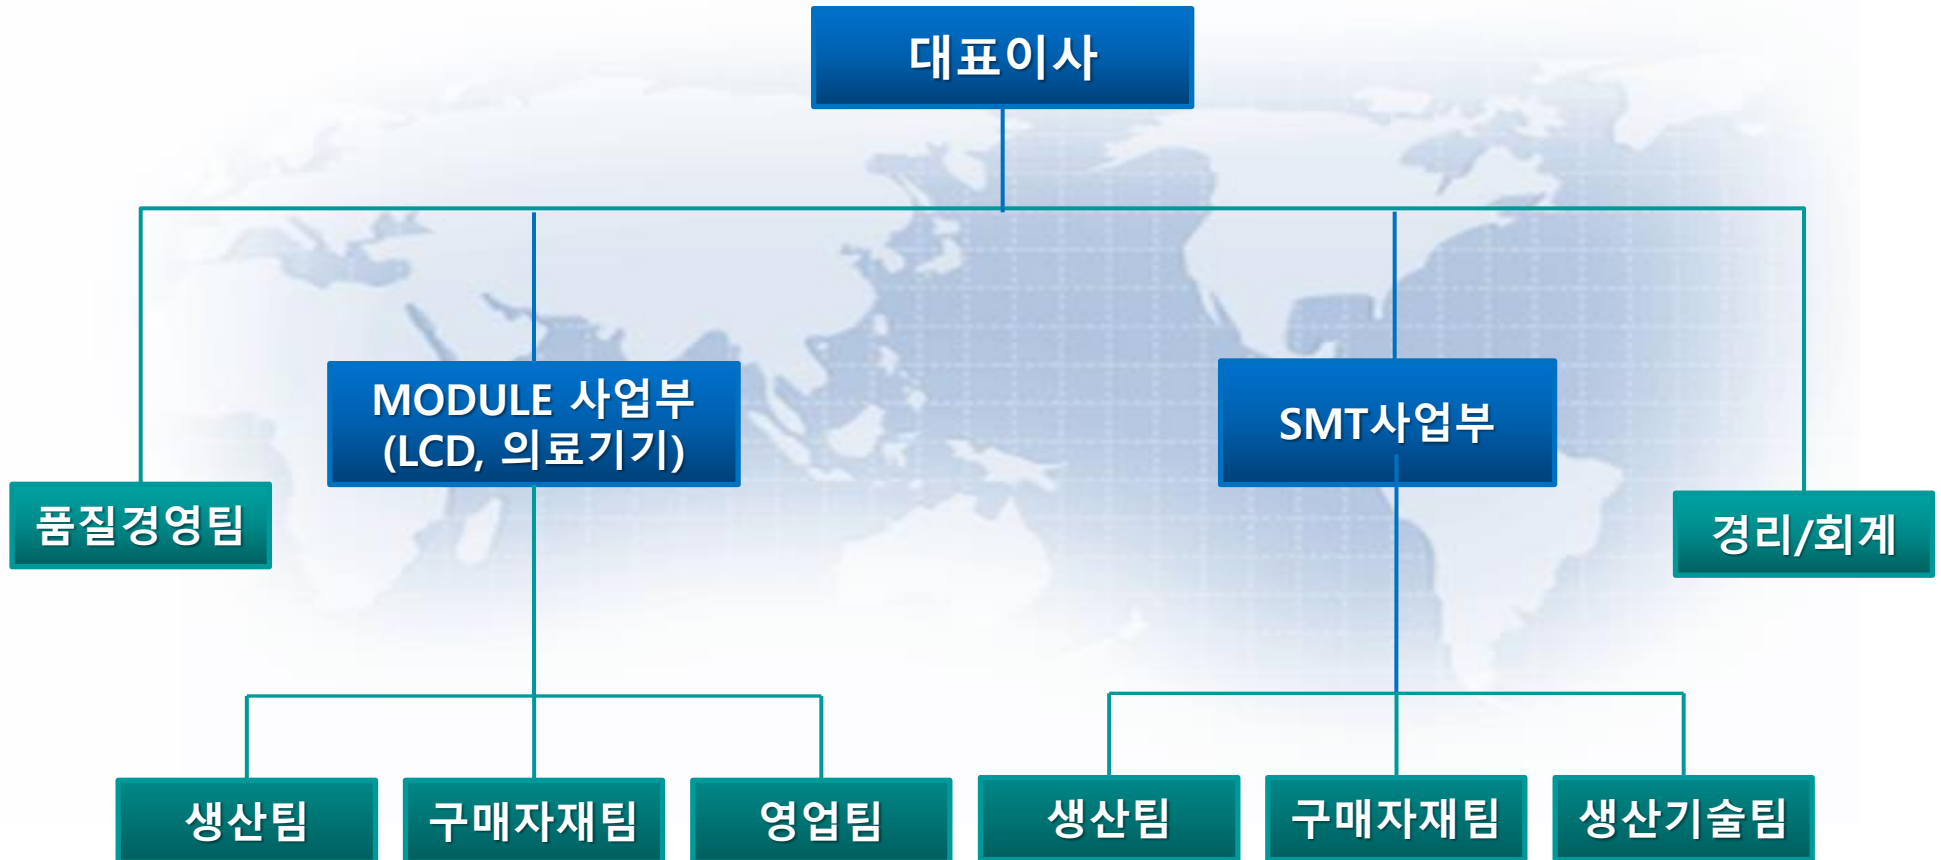 대표이사
MODULE 사업부
(LCD, 의료기기)
SMT사업부
품질경영팀
경리/회계
생산팀
구매자재팀
영업팀
생산팀
구매자재팀
생산기술팀